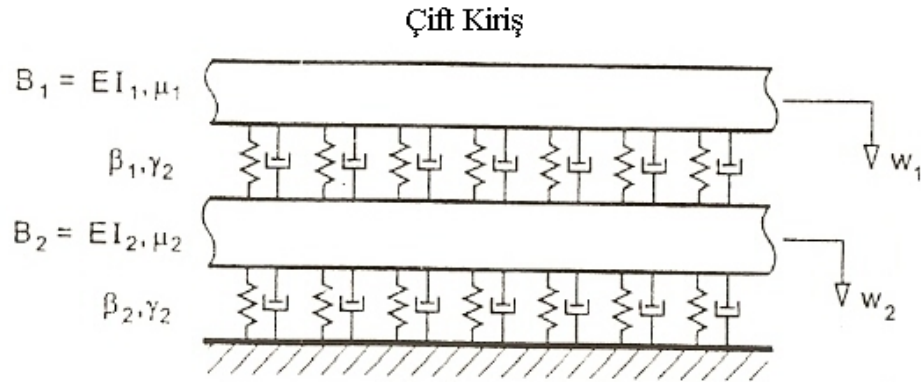 Çift Kiriş
B₁ = EI₁, μ₁
w₁
β₁, γ₂
B₂ = EI₂, μ₂
w₂
β₂, γ₂